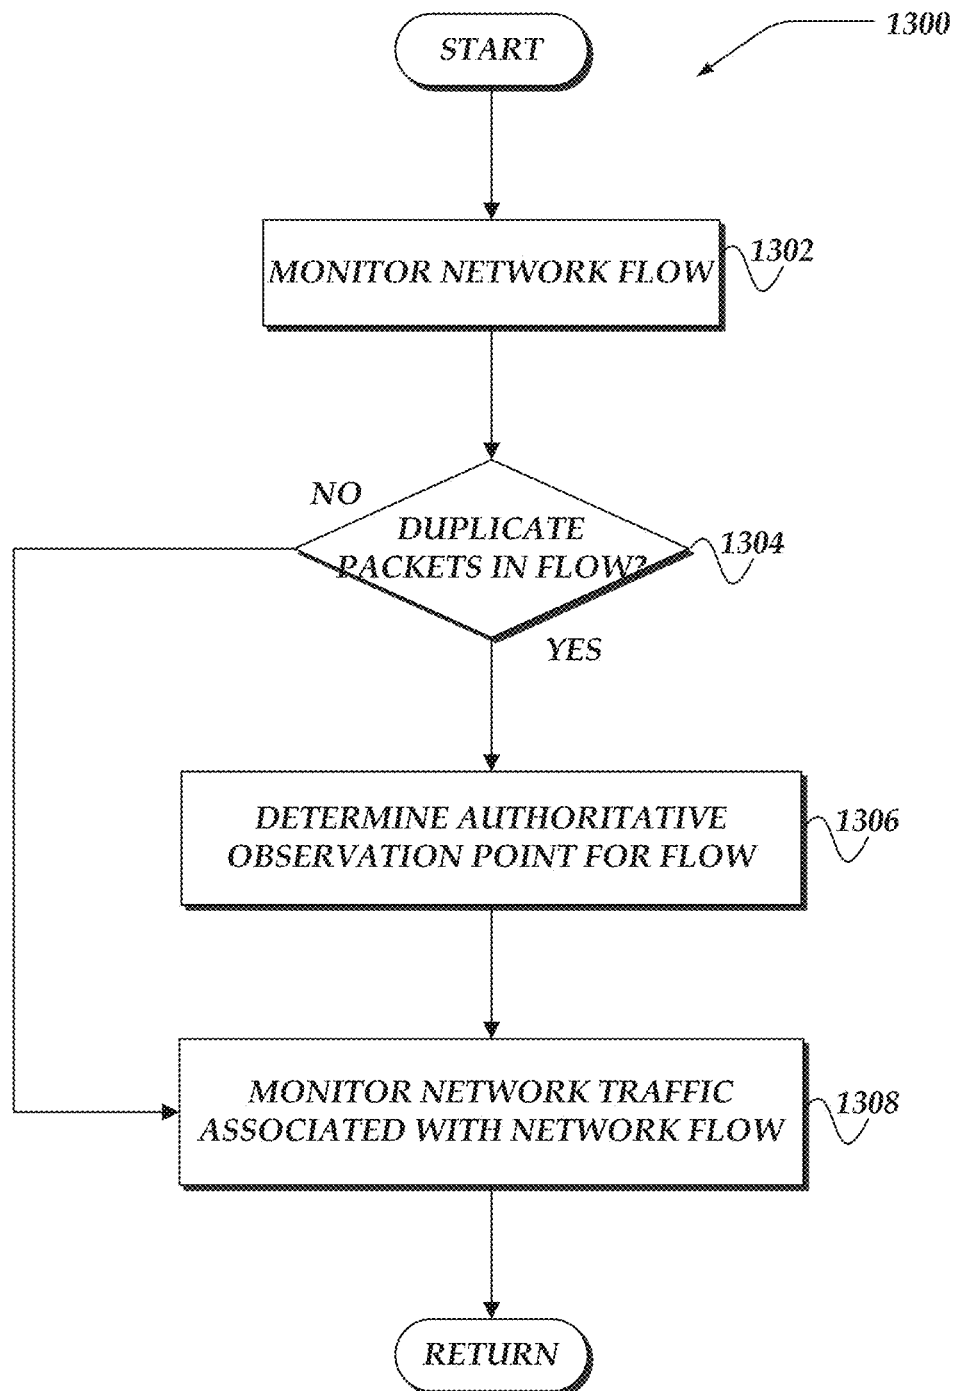 START
1300
MONITOR NETWORK FLOW
1302
NO
DUPLICATE
PACKETS IN FLOW?
1304
YES
DETERMINE AUTHORITATIVE
OBSERVATION POINT FOR FLOW
1306
MONITOR NETWORK TRAFFIC
ASSOCIATED WITH NETWORK FLOW
1308
RETURN